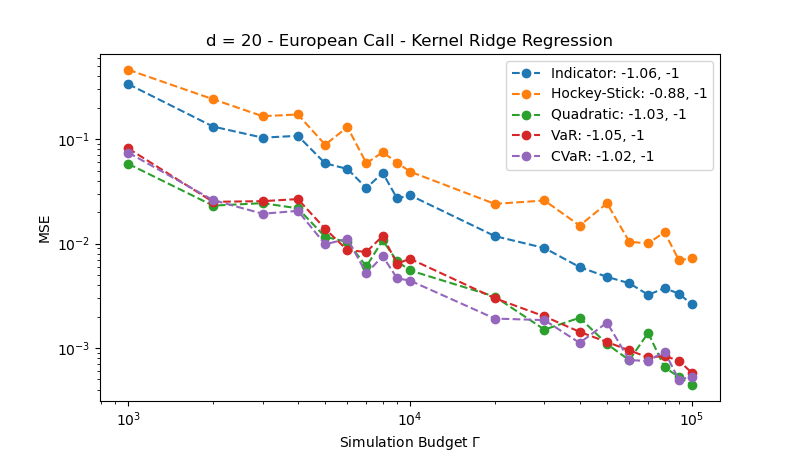 d = 20 - European Call - Kernel Ridge Regression
Indicator: -1.06, -1
Hockey-Stick: -0.88, -1
Quadratic: -1.03, -1
VaR: -1.05, -1
CVaR: -1.02, -1
MSE
10⁻¹
10⁻²
10⁻³
10³
10⁴
10⁵
Simulation Budget Γ